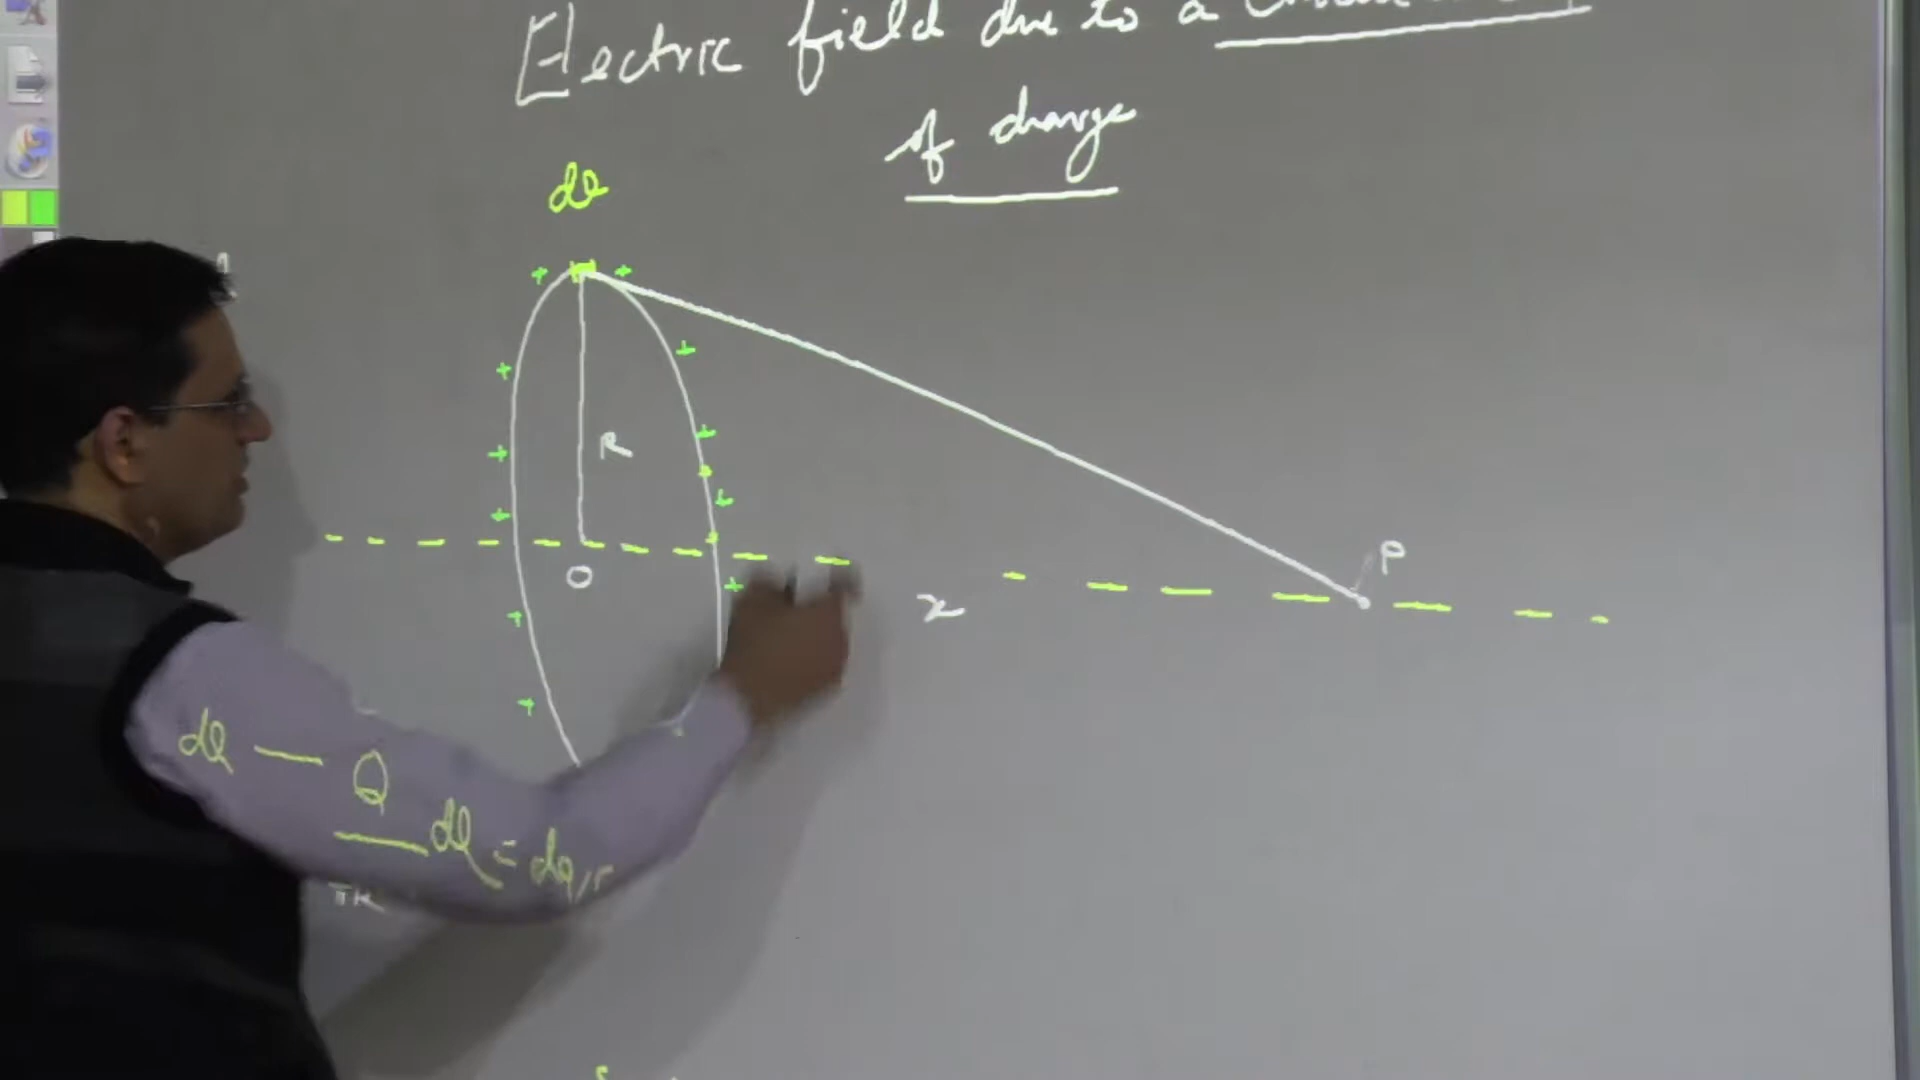 Electric field due to a
of charge
dl
R
O
x
P
dl — Q
dl = dq